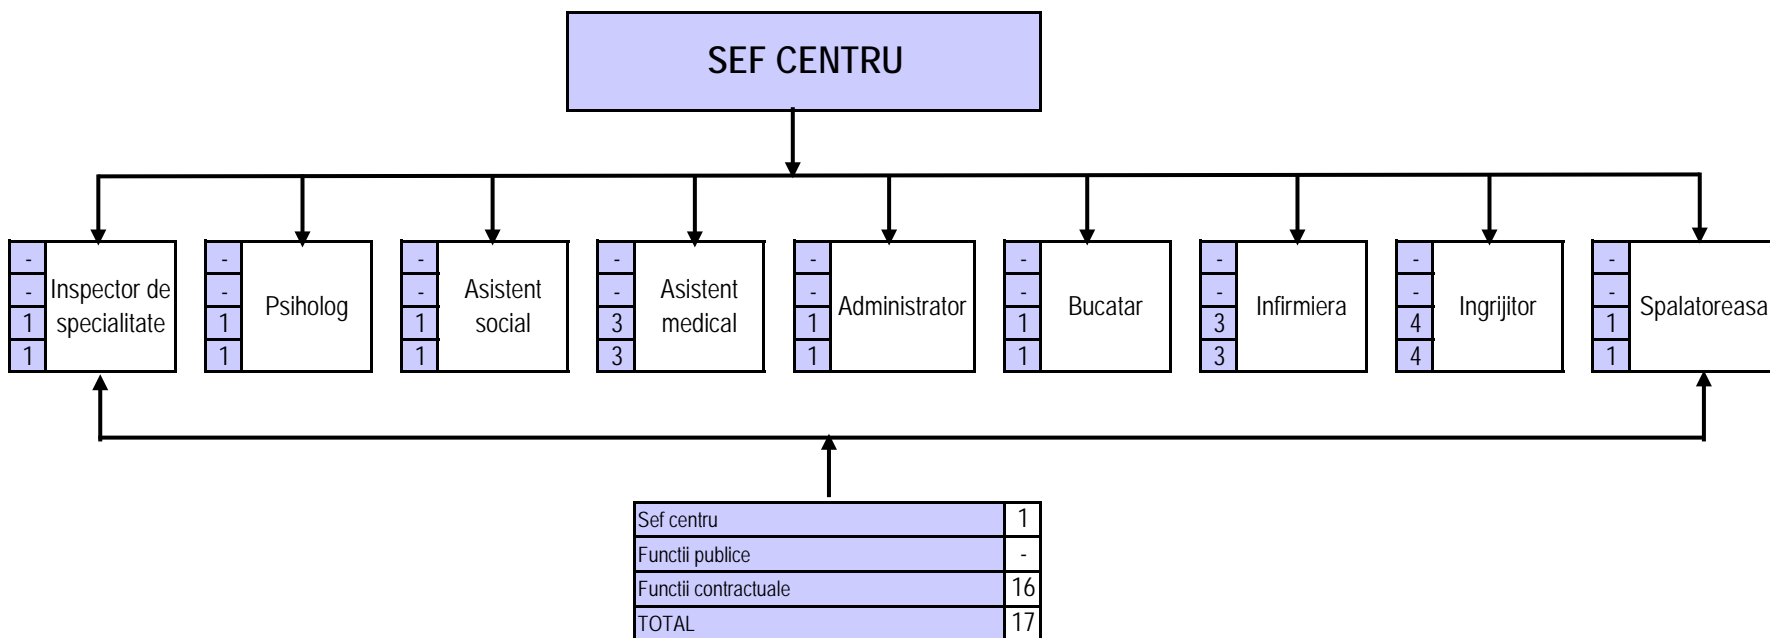 SEF CENTRU
-
-
1
1
Inspector de
specialitate
-
-
1
1
Psiholog
-
-
1
1
Asistent
social
-
-
3
3
Asistent
medical
-
-
1
1
Administrator
-
-
1
1
Bucatar
-
-
3
3
Infirmiera
-
-
4
4
Ingrijitor
-
-
1
1
Spalatoreasa
Sef centru 1
Functii publice -
Functii contractuale 16
TOTAL 17